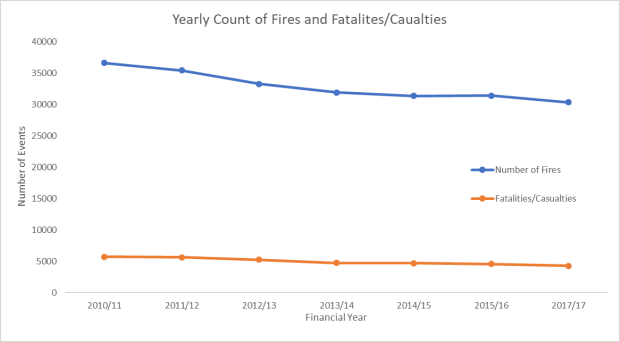 Yearly Count of Fires and Fatalites/Caualties
40000
35000
30000
25000
20000
15000
10000
5000
0
Number of Events
Number of Fires
Fatalities/Casualties
2010/11 2011/12 2012/13 2013/14 2014/15 2015/16 2017/17
Financial Year